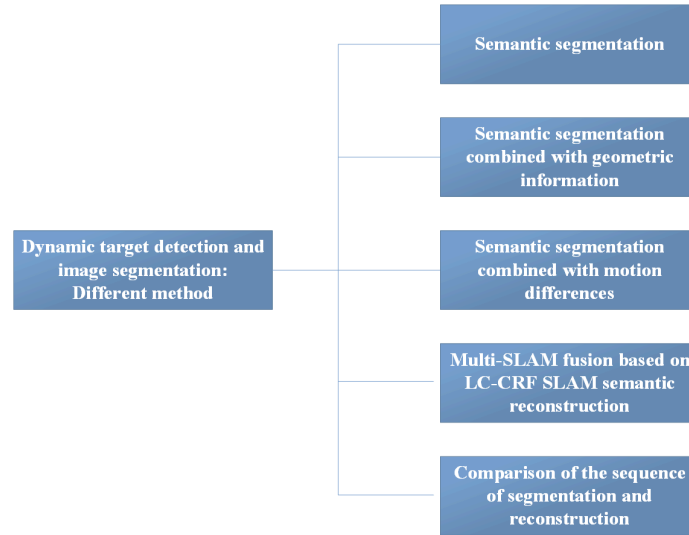 Semantic segmentation
Semantic segmentation
combined with geometric
information
Dynamic target detection and
image segmentation:
Different method
Semantic segmentation
combined with motion
differences
Multi-SLAM fusion based on
LC-CRF SLAM semantic
reconstruction
Comparison of the sequence
of segmentation and
reconstruction